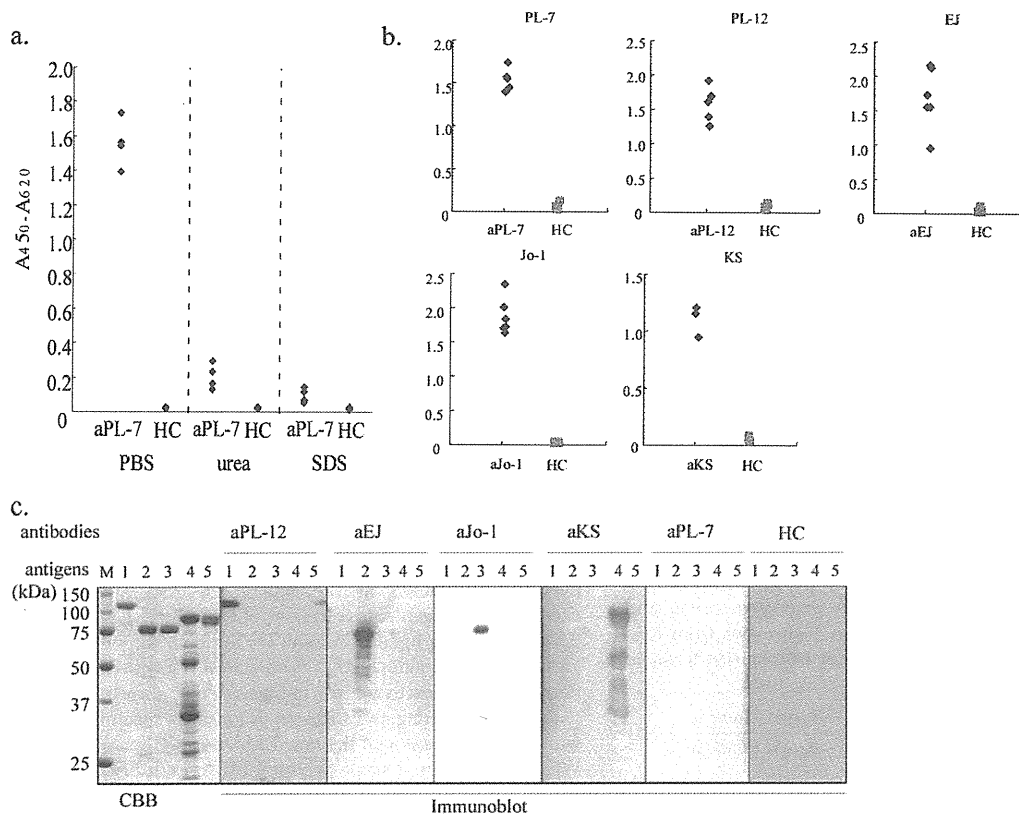 a.
2.0
1.8
1.6
1.4
1.2
1.0
0.8
0.6
0.4
0.2
0
A450-A620
aPL-7 HC aPL-7 HC aPL-7 HC
PBS urea SDS
b.
PL-7
2.0
1.5
1.0
0.5
0
aPL-7 HC
PL-12
2.5
2.0
1.5
1.0
0.5
0
aPL-12 HC
EJ
2.5
2.0
1.5
1.0
0.5
0
aEJ HC
Jo-1
2.5
2.0
1.5
1.0
0.5
0
aJo-1 HC
KS
1.5
1.0
0.5
0
aKS HC
c.
antibodies aPL-12 aEJ aJo-1 aKS aPL-7 HC
antigens M 1 2 3 4 5 1 2 3 4 5 1 2 3 4 5 1 2 3 4 5 1 2 3 4 5 1 2 3 4 5 1 2 3 4 5
(kDa)
150
100
75
50
37
25
CBB Immunoblot